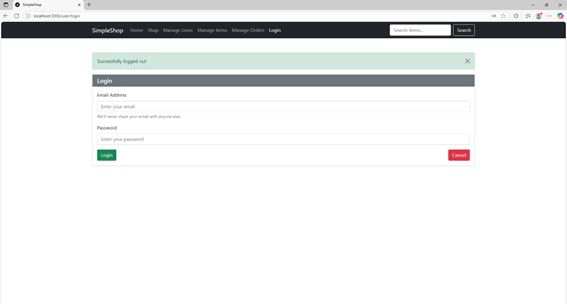 SimpleShop
localhost:3000/user/login
SimpleShop Home Shop Manage Users Manage Items Manage Orders Login Search items... Search
Successfully logged out
Login
Email Address
Enter your email
We'll never share your email with anyone else.
Password
Enter your password
Login Cancel